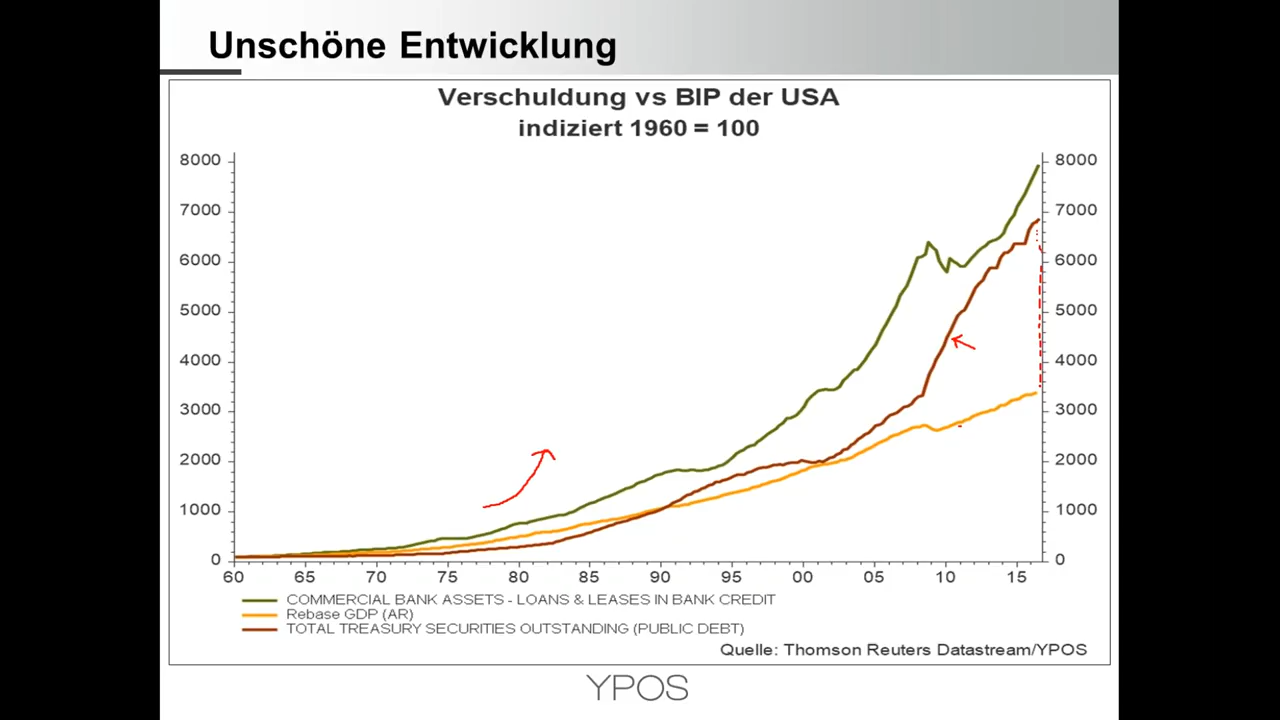 Unschöne Entwicklung
Verschuldung vs BIP der USA
indiziert 1960 = 100
8000 8000
7000 7000
6000 6000
5000 5000
4000 4000
3000 3000
2000 2000
1000 1000
0 0
60 65 70 75 80 85 90 95 00 05 10 15
COMMERCIAL BANK ASSETS - LOANS & LEASES IN BANK CREDIT
Rebase GDP (AR)
TOTAL TREASURY SECURITIES OUTSTANDING (PUBLIC DEBT)
Quelle: Thomson Reuters Datastream/YPOS
YPOS